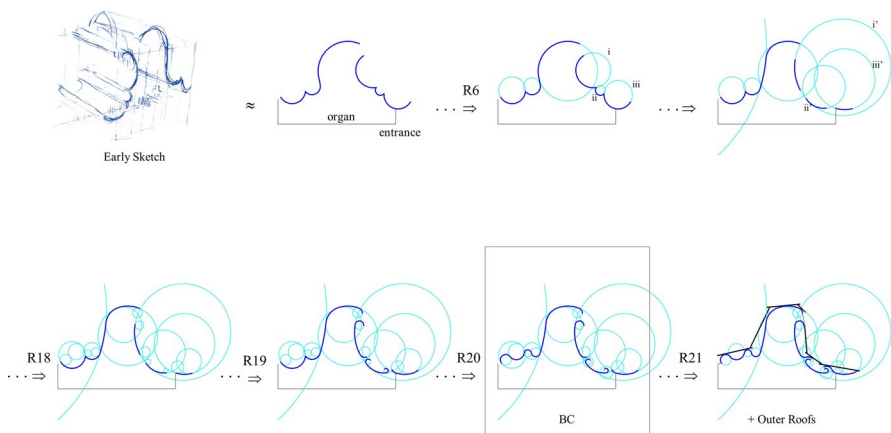 i
iii
ii
i'
iii'
ii'
R6
≈
. . . ⇒
. . . ⇒
organ
entrance
Early Sketch
R18
. . . ⇒
R19
. . . ⇒
R20
. . . ⇒
R21
. . . ⇒
BC
+ Outer Roofs